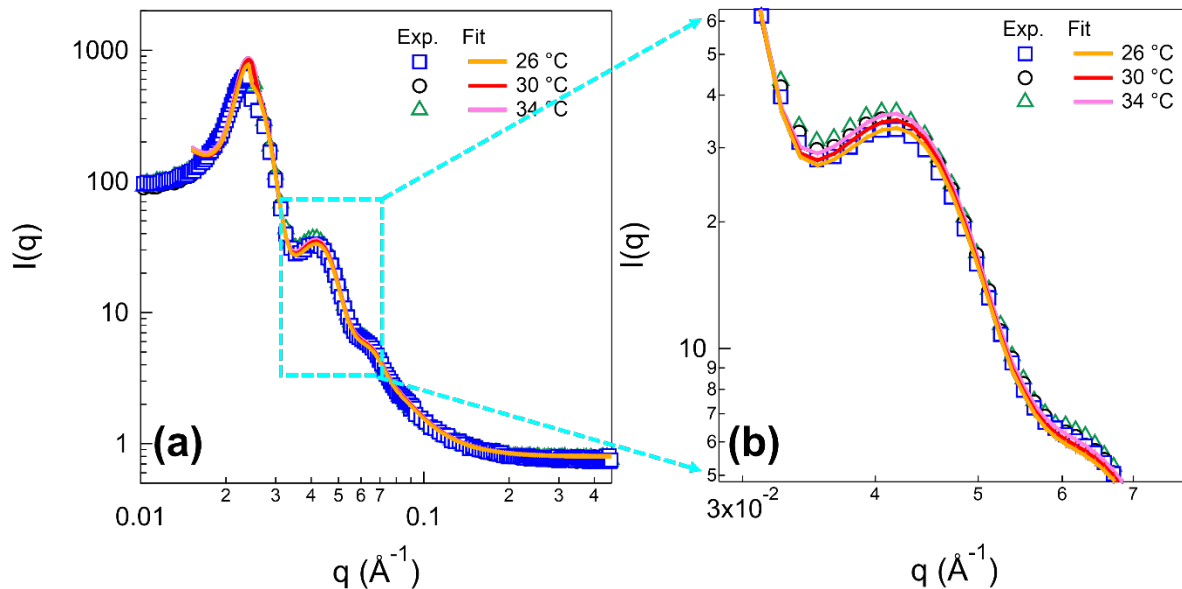 Exp. Fit
26 °C
30 °C
34 °C
1000
100
10
1
I(q)
(a)
2 3 4 5 6 7 2 3 4
0.01 0.1
q (Å-1)
Exp. Fit
26 °C
30 °C
34 °C
6
5
4
3
2
10
9
8
7
6
5
I(q)
(b)
3x10-2 4 5 6 7
q (Å-1)